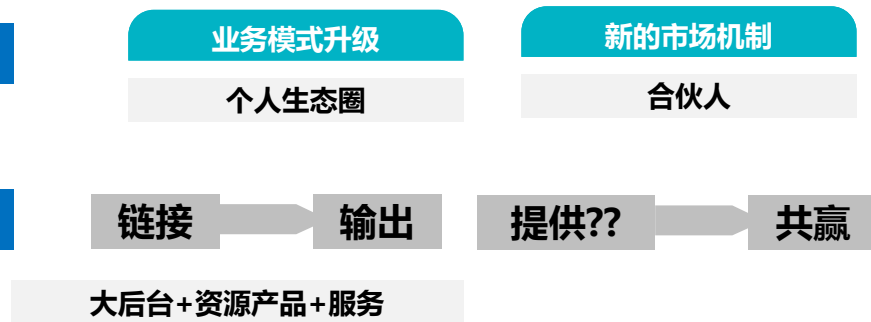 业务模式升级
新的市场机制
个人生态圈
合伙人
链接
输出
提供??
共赢
大后台+资源产品+服务